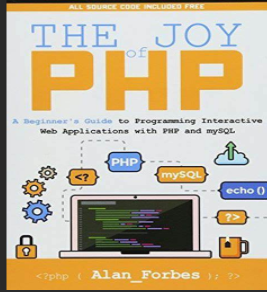 ALL SOURCE CODE INCLUDED FREE
THE JOY
of
PHP
A Beginner's Guide to Programming Interactive
Web Applications with PHP and mySQL
PHP
<?
mySQL
echo ()
?>
<?php { Alan_Forbes ); ?>